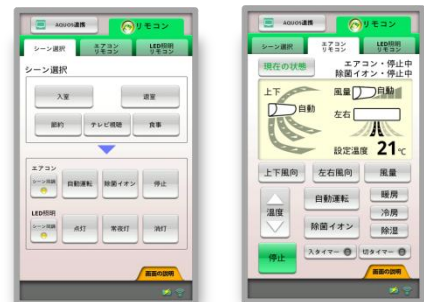 AQUOS連携
リモコン
シーン選択
エアコン
リモコン
LED照明
リモコン
シーン選択
入室
退室
節約
テレビ視聴
食事
エアコン
シーン視聴
自動運転
除菌イオン
停止
LED照明
点灯
常夜灯
消灯
画面の説明
AQUOS連携
リモコン
シーン選択
エアコン
リモコン
LED照明
リモコン
現在の状態
エアコン・停止中
除菌イオン・停止中
上下
自動
風量
自動
左右
設定温度 21℃
上下風向
左右風向
風量
温度
自動運転
暖房
冷房
除菌イオン
除湿
停止
入タイマー
切タイマー
画面の説明